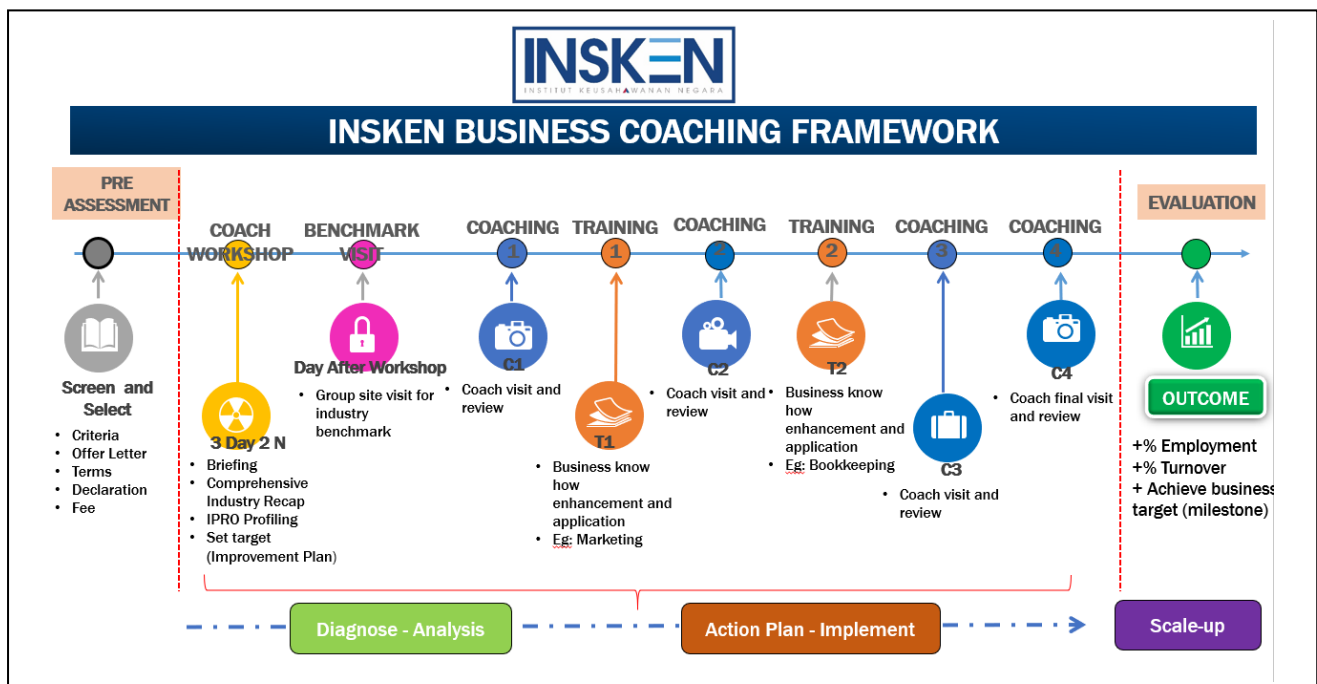 INSKEN
INSTITUT KEUSAHAWANAN NEGARA
INSKEN BUSINESS COACHING FRAMEWORK
PRE
ASSESSMENT
Screen and
Select
• Criteria
• Offer Letter
• Terms
• Declaration
• Fee
COACH
WORKSHOP
3 Day 2 N
• Briefing
• Comprehensive
Industry Recap
• IPRO Profiling
• Set target
(Improvement Plan)
BENCHMARK
VISIT
Day After Workshop
• Group site visit for
industry
benchmark
COACHING
1
C1
• Coach visit and
review
TRAINING
1
T1
• Business know
how
enhancement and
application
• Eg: Marketing
COACHING
2
C2
• Coach visit and
review
TRAINING
2
T2
• Business know
how
enhancement and
application
• Eg: Bookkeeping
COACHING
3
C3
• Coach visit and
review
COACHING
4
C4
• Coach final visit
and review
EVALUATION
OUTCOME
+% Employment
+% Turnover
+ Achieve business
target (milestone)
Diagnose - Analysis
Action Plan - Implement
Scale-up